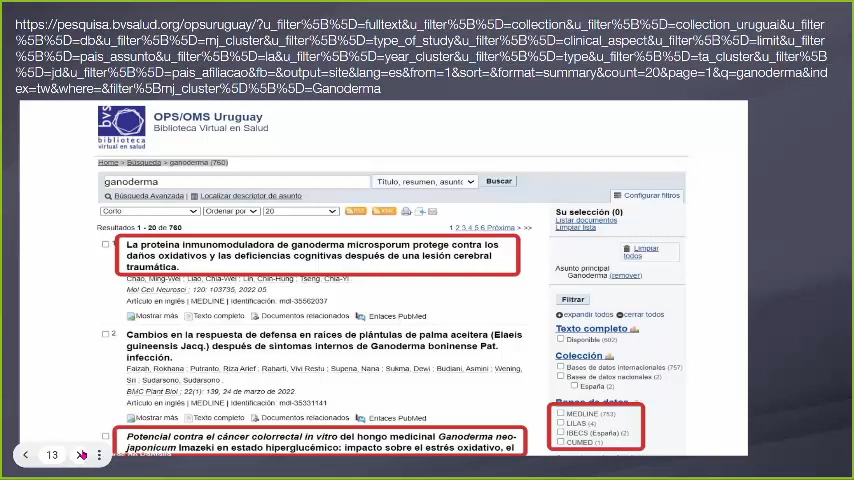 https://pesquisa.bvsalud.org/opsuruguay/?u_filter%5B%5D=fulltext&u_filter%5B%5D=collection&u_filter%5B%5D=collection_uruguai&u_filter
%5B%5D=db&u_filter%5B%5D=mj_cluster&u_filter%5B%5D=type_of_study&u_filter%5B%5D=clinical_aspect&u_filter%5B%5D=limit&u_filter
%5B%5D=pais_assunto&u_filter%5B%5D=la&u_filter%5B%5D=year_cluster&u_filter%5B%5D=type&u_filter%5B%5D=ta_cluster&u_filter%5B%5
D=jd&u_filter%5B%5D=pais_afiliacao&fb=&output=site&lang=es&from=1&sort=&format=summary&count=20&page=1&q=ganoderma&ind
ex=tw&where=&filter%5Bmj_cluster%5D%5B%5D=Ganoderma
bvs
biblioteca
virtual en salud
OPS/OMS Uruguay
Biblioteca Virtual en Salud
Home > Búsqueda > ganoderma (760)
ganoderma
Título, resumen, asunto
Buscar
Búsqueda Avanzada | Localizar descriptor de asunto
Configurar filtros
Corto
Ordenar por
20
RSS
XML
Resultados 1 - 20 de 760
1 2 3 4 5 6 Próxima > >>
1.
La proteína inmunomoduladora de ganoderma microsporum protege contra los
daños oxidativos y las deficiencias cognitivas después de una lesión cerebral
traumática.
Chao, Ming-Wei; Liao, Chia-Wei; Lin, Chin-Hung; Tseng, Chia-Yi.
Mol Cell Neurosci; 120: 103735, 2022 05
Artículo en inglés | MEDLINE | Identificación: mdl-35562037
Mostrar más
Texto completo
Documentos relacionados
Enlaces PubMed
2.
Cambios en la respuesta de defensa en raíces de plántulas de palma aceitera (Elaeis
guineensis Jacq.) después de síntomas internos de Ganoderma boninense Pat.
infección.
Faizah, Rokhana; Putranto, Riza Arief; Raharti, Vivi Restu; Supena, Nana; Sukma, Dewi; Budiani, Asmini; Wening,
Sri; Sudarsono, Sudarsono.
BMC Plant Biol; 22(1): 139, 24 de marzo de 2022
Artículo en inglés | MEDLINE | Identificación: mdl-35331141
Mostrar más
Texto completo
Documentos relacionados
Enlaces PubMed
Potencial contra el cáncer colorrectal in vitro del hongo medicinal Ganoderma neo-
japonicum Imazeki en estado hiperglucémico: impacto sobre el estrés oxidativo, el
Su selección (0)
Listar documentos
Limpiar lista
Limpiar
todos
Asunto principal
Ganoderma (remover)
Filtrar
expandir todos
cerrar todos
Texto completo
Disponible (602)
Colección
Bases de datos internacionales (757)
Bases de datos nacionales (2)
España (2)
Bases de datos
MEDLINE (753)
LILAS (4)
IBECS (España) (2)
CUMED (1)
13